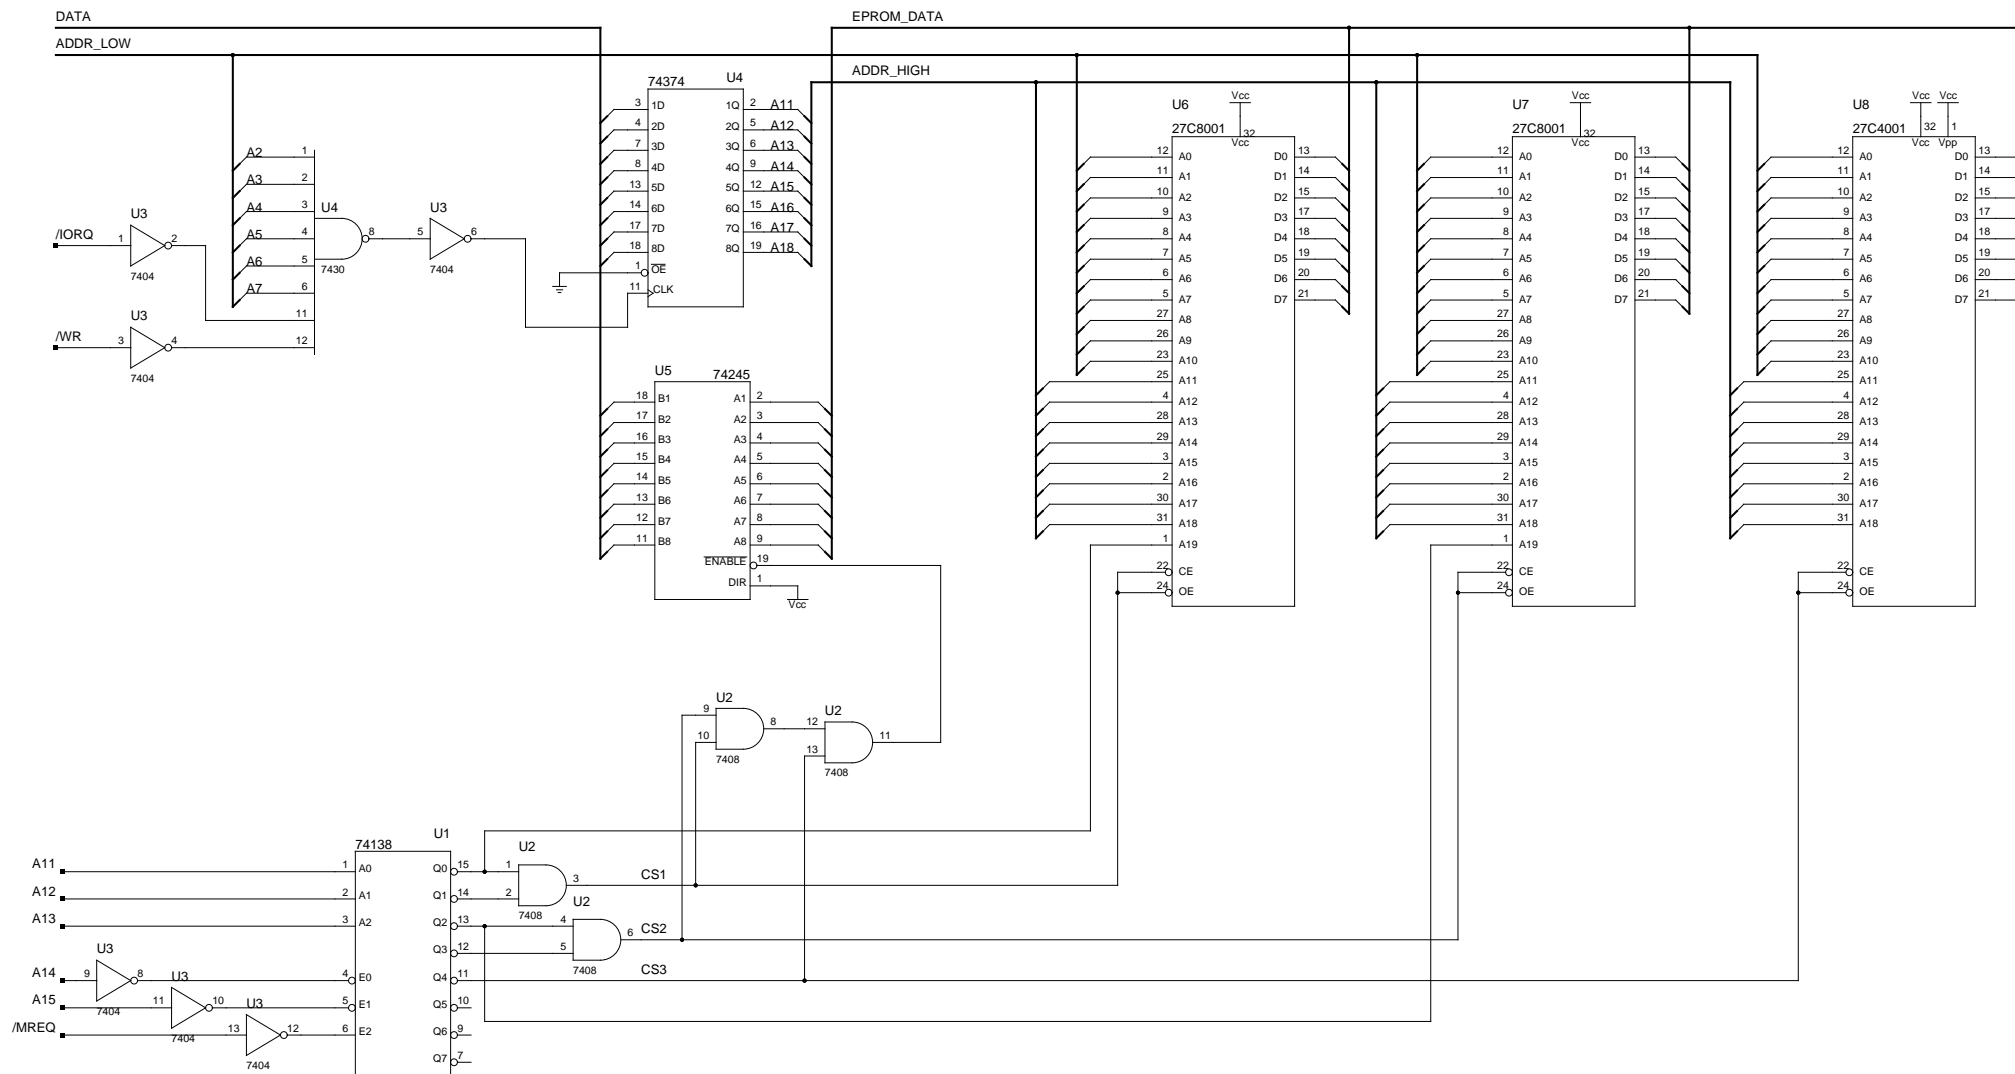 DATA
EPROM_DATA
ADDR_LOW
ADDR_HIGH
/IORQ
1
U3
2
7404
/WR
3
U3
4
7404
A2 1
A3 2
A4 3
A5 4
A6 5
A7 6
11
12
U4
8
7430
5
U3
6
7404
74374 U4
3 1D 1Q 2 A11
4 2D 2Q 5 A12
7 3D 3Q 6 A13
8 4D 4Q 9 A14
13 5D 5Q 12 A15
14 6D 6Q 15 A16
17 7D 7Q 16 A17
18 8D 8Q 19 A18
1 OE
11 CLK
U5 74245
18 B1 A1 2
17 B2 A2 3
16 B3 A3 4
15 B4 A4 5
14 B5 A5 6
13 B6 A6 7
12 B7 A7 8
11 B8 A8 9
ENABLE 19
DIR 1
Vcc
U6
Vcc
27C8001 32
Vcc
12 A0 D0 13
11 A1 D1 14
10 A2 D2 15
9 A3 D3 17
8 A4 D4 18
7 A5 D5 19
6 A6 D6 20
5 A7 D7 21
27 A8
26 A9
23 A10
25 A11
4 A12
28 A13
29 A14
3 A15
2 A16
30 A17
31 A18
1 A19
22 CE
24 OE
U7
Vcc
27C8001 32
Vcc
12 A0 D0 13
11 A1 D1 14
10 A2 D2 15
9 A3 D3 17
8 A4 D4 18
7 A5 D5 19
6 A6 D6 20
5 A7 D7 21
27 A8
26 A9
23 A10
25 A11
4 A12
28 A13
29 A14
3 A15
2 A16
30 A17
31 A18
1 A19
22 CE
24 OE
U8
Vcc Vcc
27C4001 32 1
Vcc Vpp
12 A0 D0 13
11 A1 D1 14
10 A2 D2 15
9 A3 D3 17
8 A4 D4 18
7 A5 D5 19
6 A6 D6 20
5 A7 D7 21
27 A8
26 A9
23 A10
25 A11
4 A12
28 A13
29 A14
3 A15
2 A16
30 A17
31 A18
22 CE
24 OE
U2
9
10
8
7408
U2
12
13
11
7408
U1
74138
A11 1 A0 Q0 15
A12 2 A1 Q1 14
A13 3 A2 Q2 13
Q3 12
A14 9 U3 8 4 E0 Q4 11
7404
A15 11 U3 10 5 E1 Q5 10
7404
/MREQ 13 U3 12 6 E2 Q6 9
7404
Q7 7
U2
1
2
3
7408
CS1
U2
4
5
6
7408
CS2
CS3